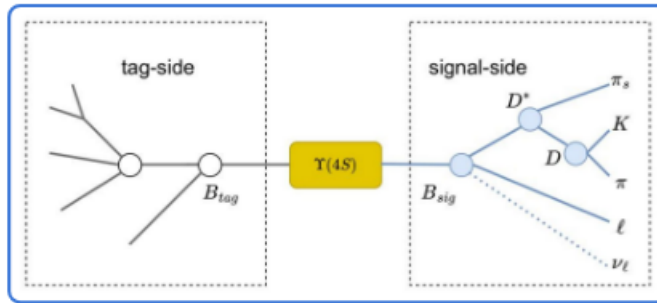 tag-side
signal-side
π_s
D*
K
D
π
Υ(4S)
B_tag
B_sig
ℓ
ν_ℓ